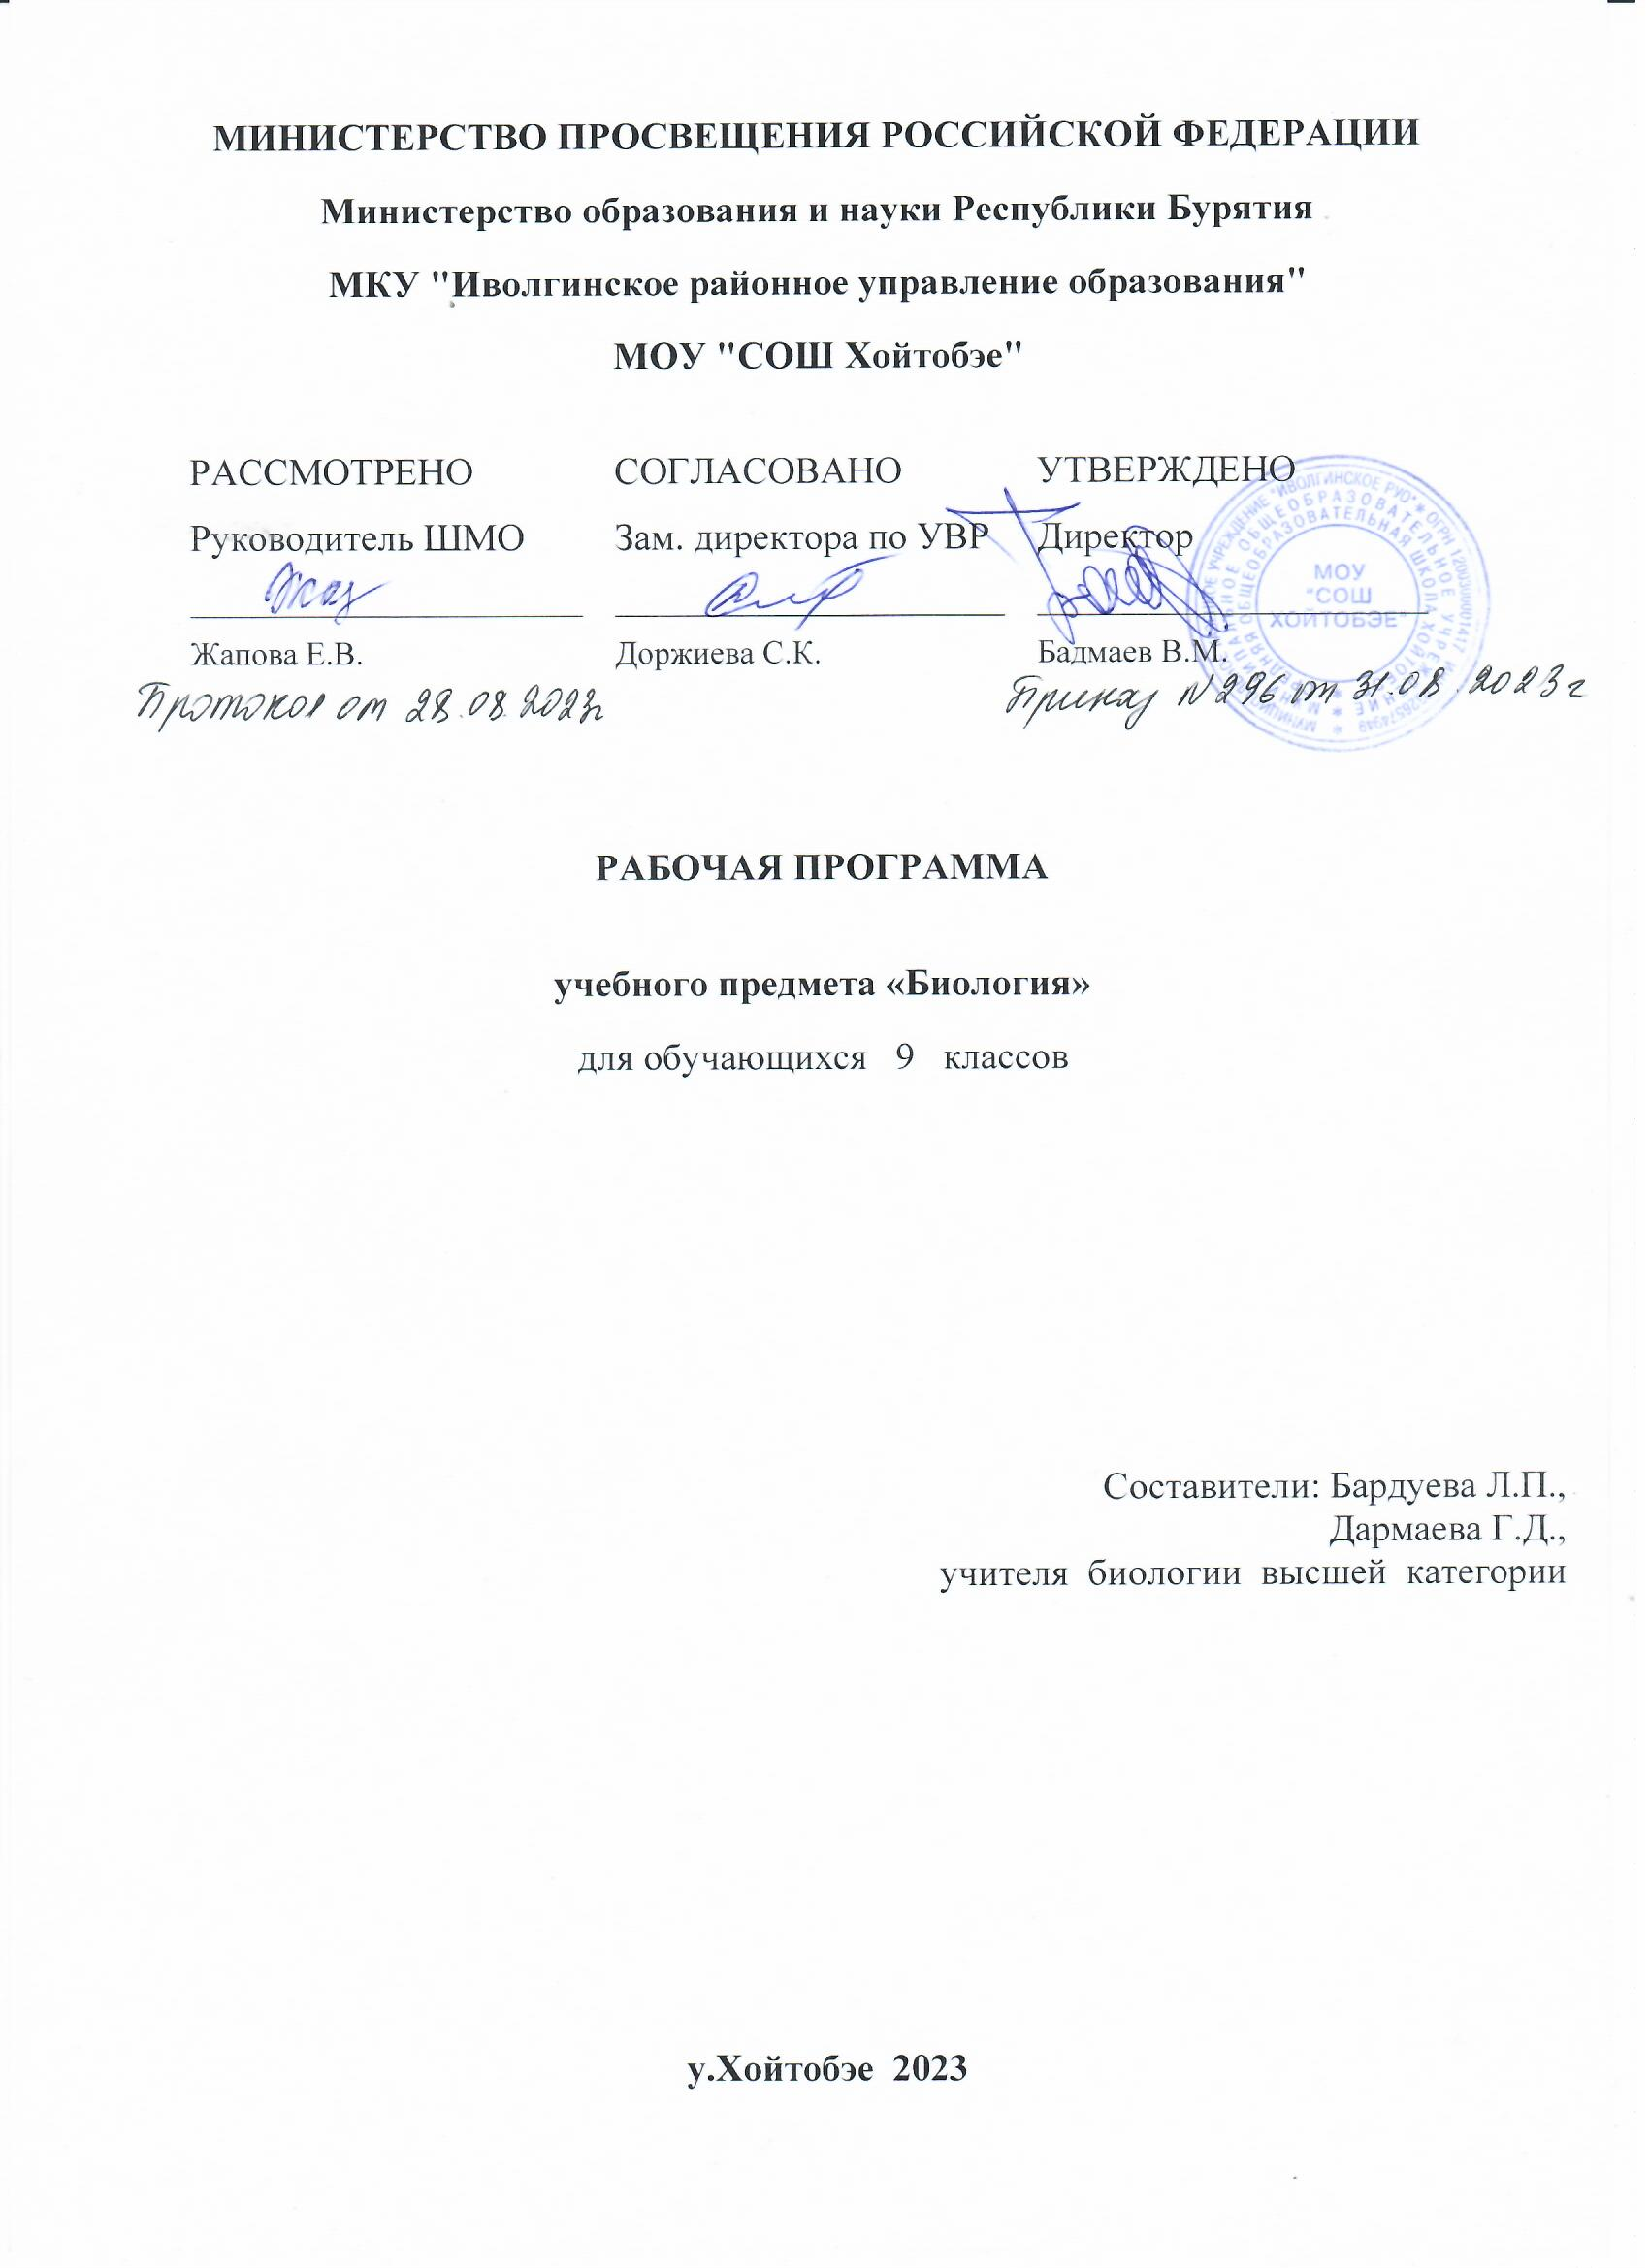 МИНИСТЕРСТВО ПРОСВЕЩЕНИЯ РОССИЙСКОЙ ФЕДЕРАЦИИ
Министерство образования и науки Республики Бурятия
МКУ "Иволгинское районное управление образования"
МОУ "СОШ Хойтобэе"
РАССМОТРЕНО
Руководитель ШМО
Жапова Е.В.
Протокол от 28.08.2023г
СОГЛАСОВАНО
Зам. директора по УВР
Доржиева С.К.
УТВЕРЖДЕНО
Директор
Бадмаев В.М.
Приказ N296 от 31.08.2023г
МОУ
"СОШ
ХОЙТОБЭЕ"
РАБОЧАЯ ПРОГРАММА
учебного предмета «Биология»
для обучающихся 9 классов
Составители: Бардуева Л.П.,
Дармаева Г.Д.,
учителя биологии высшей категории
у.Хойтобэе 2023